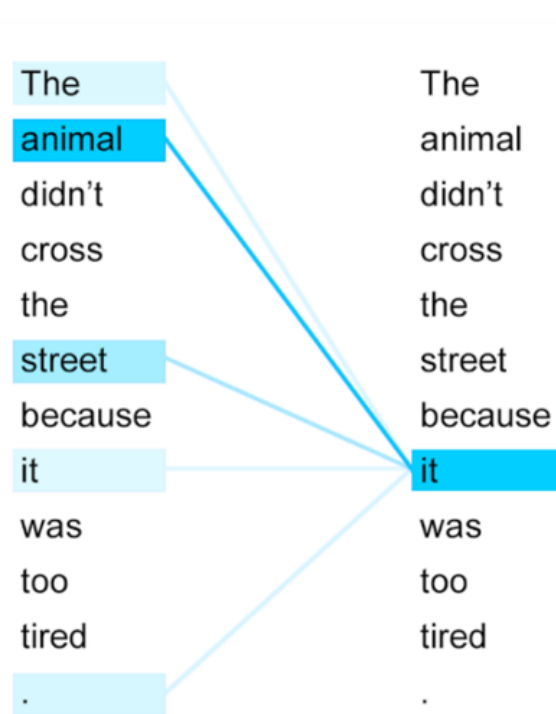 The
animal
didn’t
cross
the
street
because
it
was
too
tired
.
The
animal
didn’t
cross
the
street
because
it
was
too
tired
.